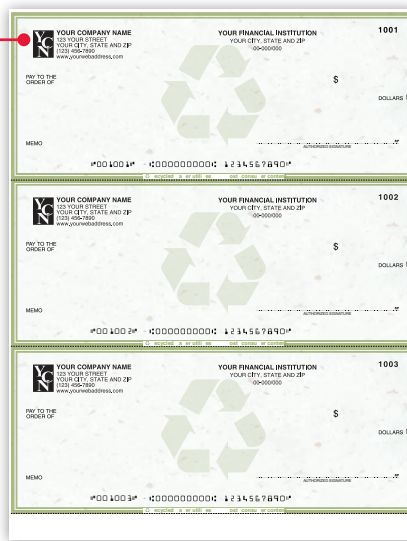 YCN
YOUR COMPANY NAME
123 YOUR STREET
YOUR CITY, STATE AND ZIP
(123) 456-7890
www.yourwebaddress.com
YOUR FINANCIAL INSTITUTION
YOUR CITY, STATE AND ZIP
00-000/000
1001
PAY TO THE
ORDER OF
$
DOLLARS
MEMO
AUTHORIZED SIGNATURE
⑈001001⑈ ⑆000000000⑆ 1234567890⑈
YCN
YOUR COMPANY NAME
123 YOUR STREET
YOUR CITY, STATE AND ZIP
(123) 456-7890
www.yourwebaddress.com
YOUR FINANCIAL INSTITUTION
YOUR CITY, STATE AND ZIP
00-000/000
1002
PAY TO THE
ORDER OF
$
DOLLARS
MEMO
AUTHORIZED SIGNATURE
⑈001002⑈ ⑆000000000⑆ 1234567890⑈
YCN
YOUR COMPANY NAME
123 YOUR STREET
YOUR CITY, STATE AND ZIP
(123) 456-7890
www.yourwebaddress.com
YOUR FINANCIAL INSTITUTION
YOUR CITY, STATE AND ZIP
00-000/000
1003
PAY TO THE
ORDER OF
$
DOLLARS
MEMO
AUTHORIZED SIGNATURE
⑈001003⑈ ⑆000000000⑆ 1234567890⑈